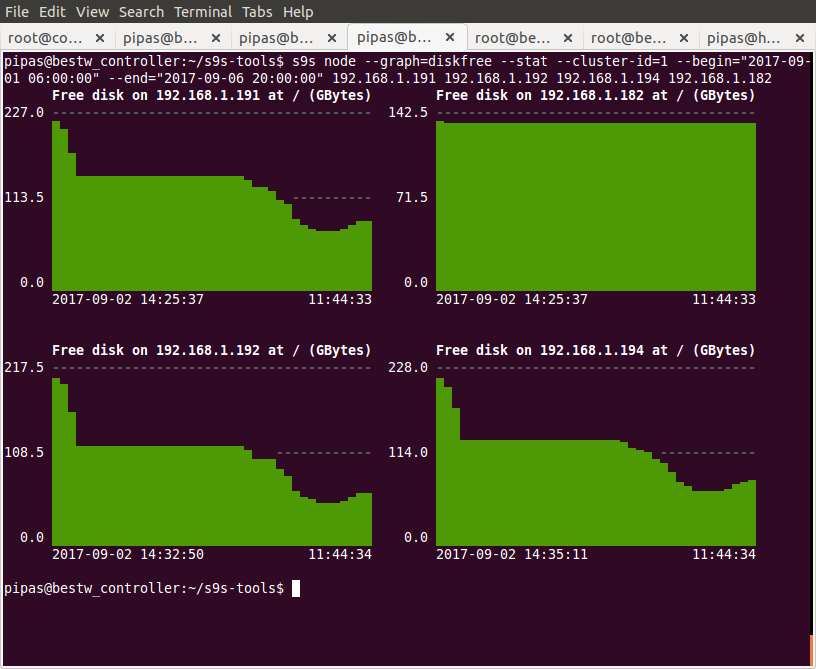 File Edit View Search Terminal Tabs Help
root@co... × pipas@b... × pipas@b... × pipas@b... × root@be... × root@be... × pipas@h... ×
pipas@bestw_controller:~/s9s-tools$ s9s node --graph=diskfree --stat --cluster-id=1 --begin="2017-09-
01 06:00:00" --end="2017-09-06 20:00:00" 192.168.1.191 192.168.1.192 192.168.1.194 192.168.1.182
Free disk on 192.168.1.191 at / (GBytes) Free disk on 192.168.1.182 at / (GBytes)
227.0 142.5
113.5 71.5
0.0 0.0
2017-09-02 14:25:37 11:44:33 2017-09-02 14:25:37 11:44:33
Free disk on 192.168.1.192 at / (GBytes) Free disk on 192.168.1.194 at / (GBytes)
217.5 228.0
108.5 114.0
0.0 0.0
2017-09-02 14:32:50 11:44:34 2017-09-02 14:35:11 11:44:34
pipas@bestw_controller:~/s9s-tools$